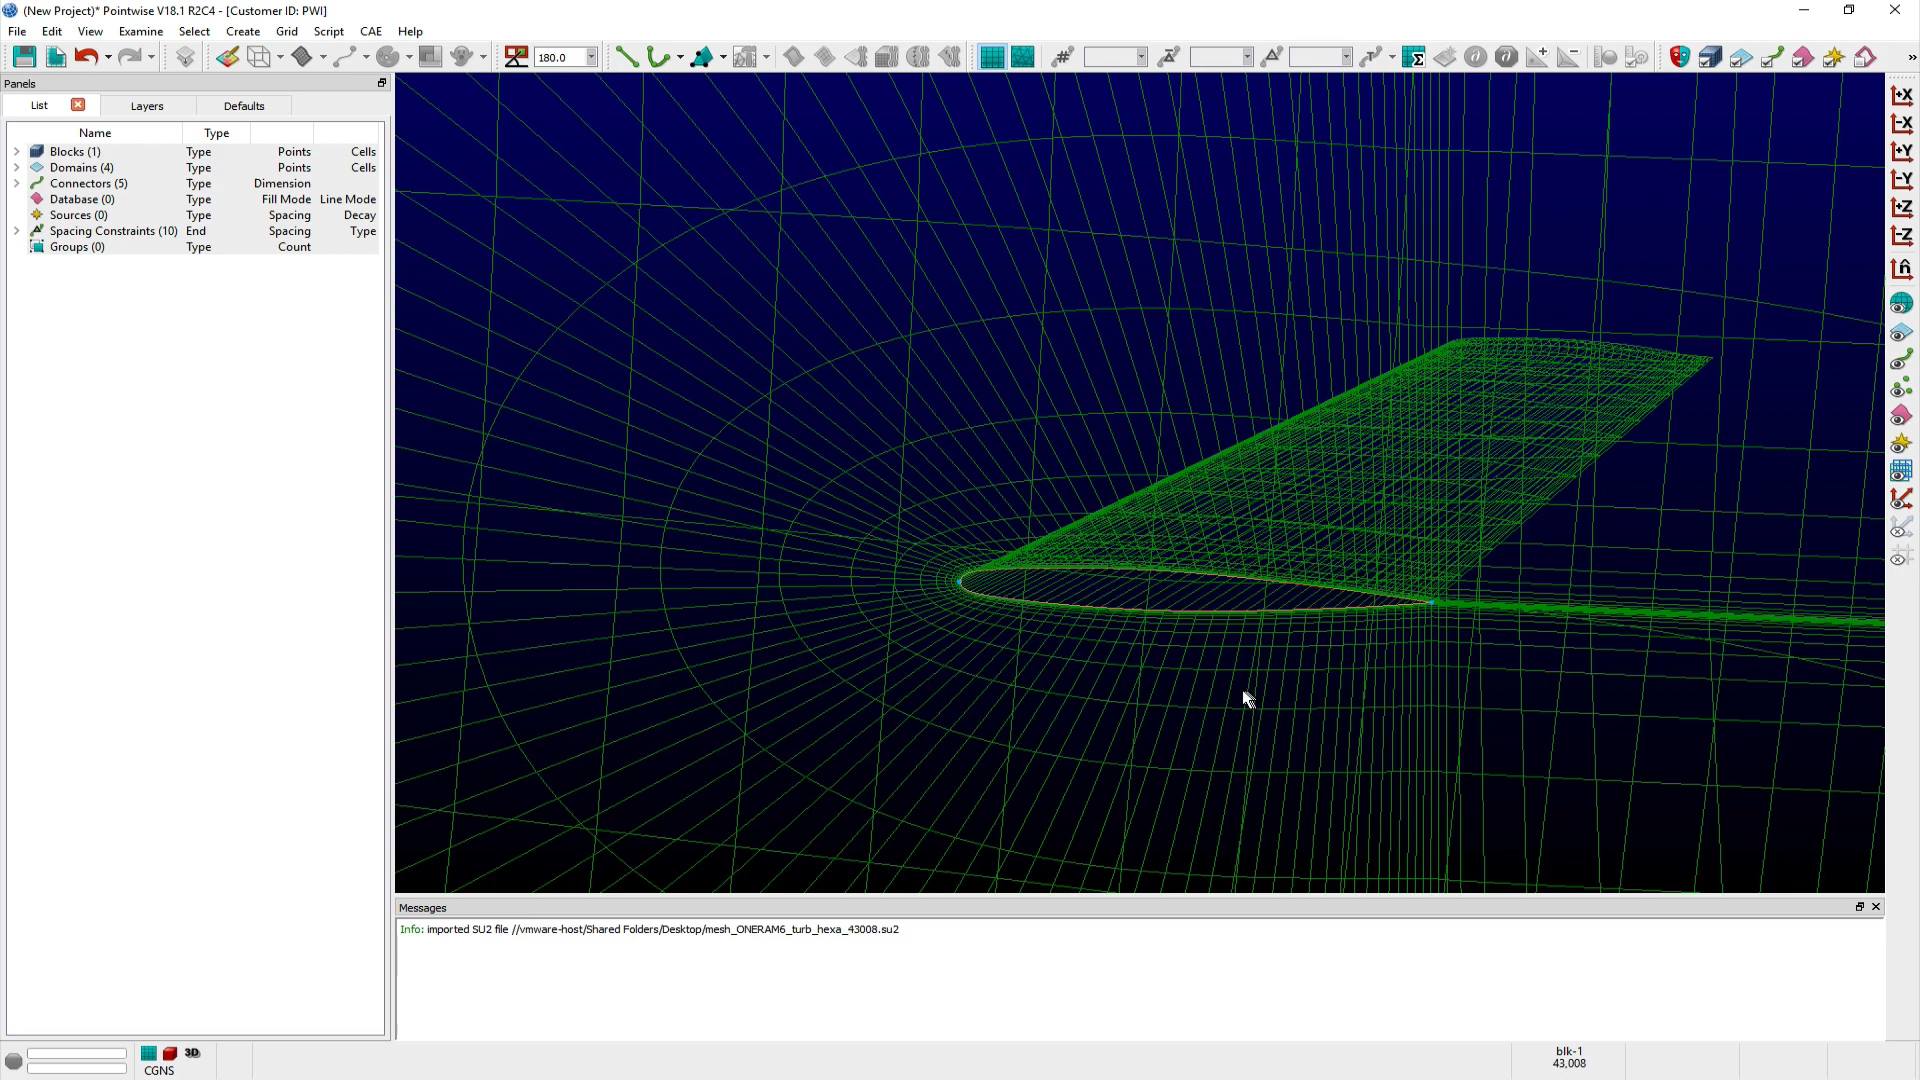 (New Project)* Pointwise V18.1 R2C4 - [Customer ID: PWI]
File Edit View Examine Select Create Grid Script CAE Help
180.0
Panels
List Layers Defaults
Name Type
Blocks (1) Type Points Cells
Domains (4) Type Points Cells
Connectors (5) Type Dimension
Database (0) Type Fill Mode Line Mode
Sources (0) Type Spacing Decay
Spacing Constraints (10) End Spacing Type
Groups (0) Type Count
+X
-X
+Y
-Y
+Z
-Z
n̂
Messages
Info: imported SU2 file //vmware-host/Shared Folders/Desktop/mesh_ONERAM6_turb_hexa_43008.su2
3D
CGNS
blk-1
43,008